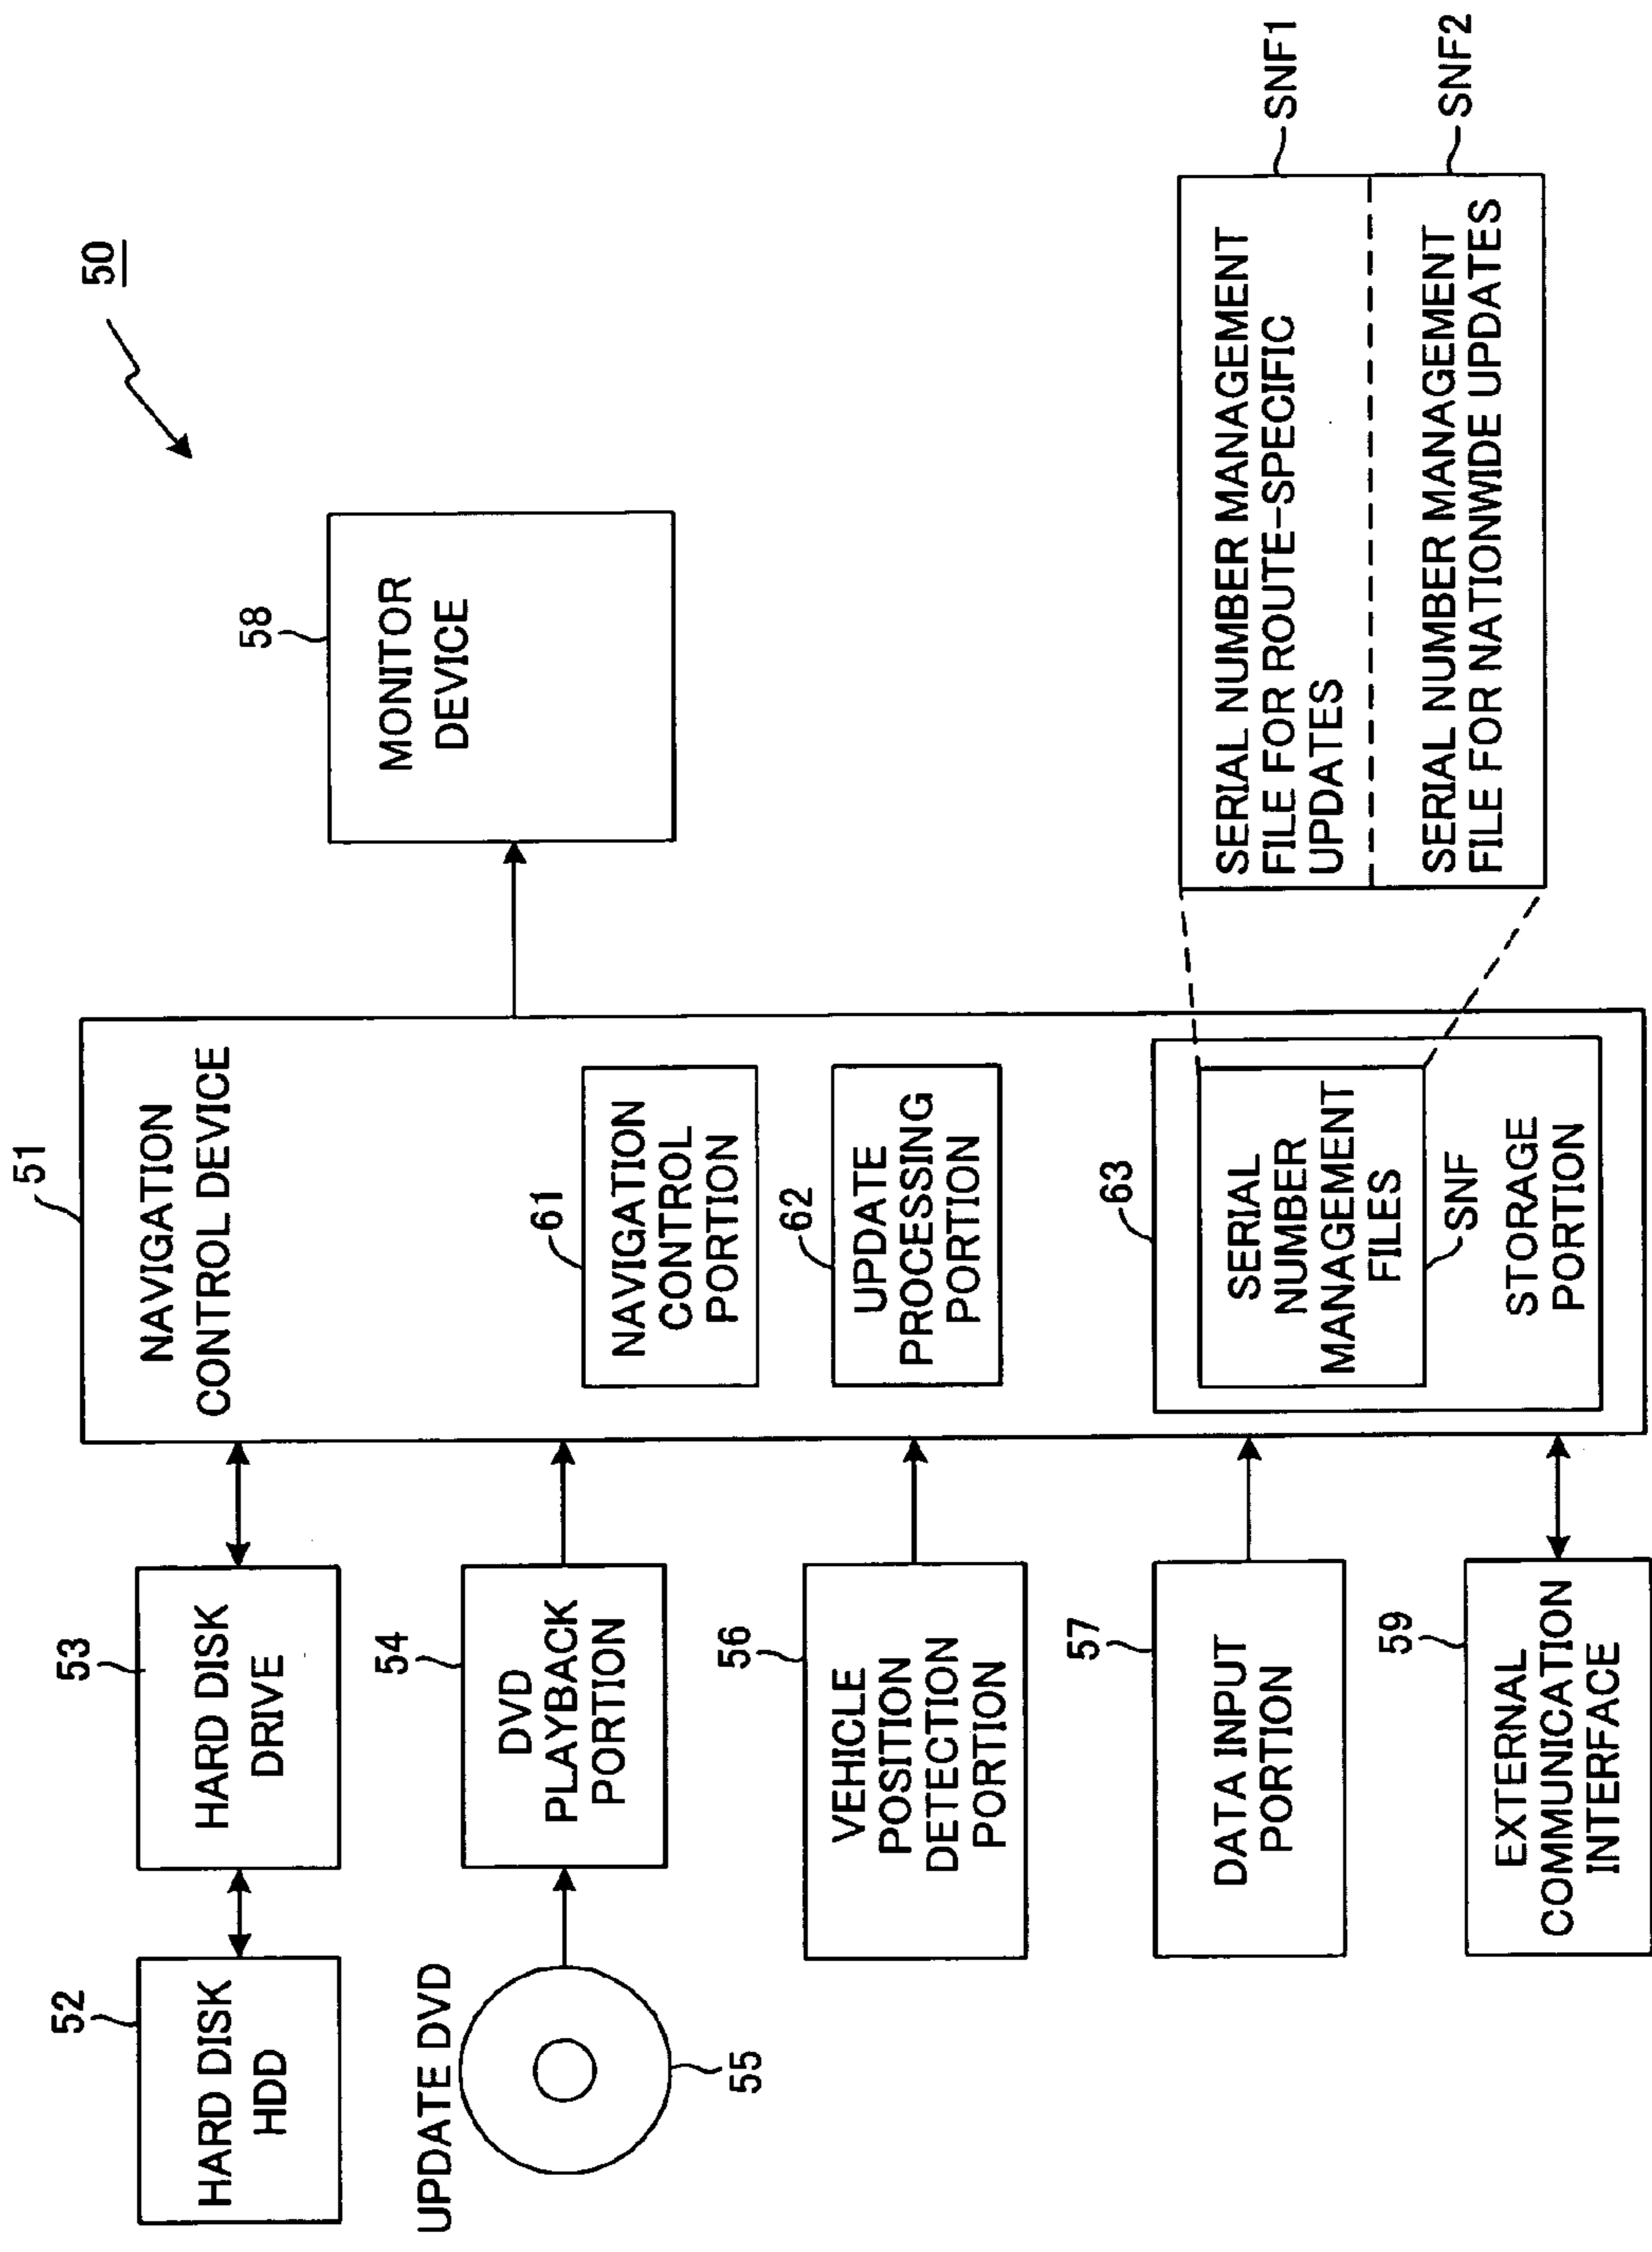 50
51
NAVIGATION
CONTROL DEVICE
52
HARD DISK
HDD
53
HARD DISK
DRIVE
UPDATE DVD
55
54
DVD
PLAYBACK
PORTION
56
VEHICLE
POSITION
DETECTION
PORTION
57
DATA INPUT
PORTION
59
EXTERNAL
COMMUNICATION
INTERFACE
61
NAVIGATION
CONTROL
PORTION
62
UPDATE
PROCESSING
PORTION
63
SERIAL
NUMBER
MANAGEMENT
FILES
SNF
STORAGE
PORTION
58
MONITOR
DEVICE
SERIAL NUMBER MANAGEMENT
FILE FOR ROUTE-SPECIFIC
UPDATES
SNF1
SERIAL NUMBER MANAGEMENT
FILE FOR NATIONWIDE UPDATES
SNF2